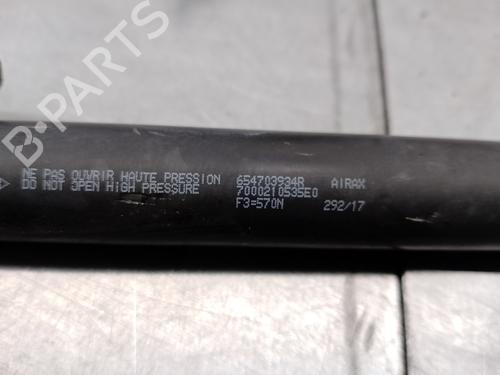 B-PARTS
NE PAS OUVRIR HAUTE PRESSION 654703934R AIRAX
DO NOT OPEN HIGH PRESSURE 7000210535E0
F3=570N 292/17